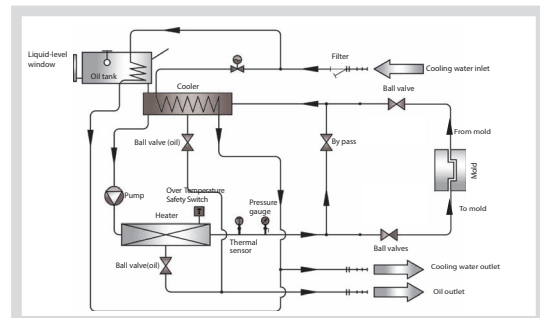 Liquid-level
window
Oil tank
Filter
Cooling water inlet
Cooler
Ball valve
Ball valve (oil)
By pass
From mold
Mold
Pump
Over Temperature
Safety Switch
Pressure
gauge
To mold
Heater
Thermal
sensor
Ball valves
Ball valve(oil)
Cooling water outlet
Oil outlet